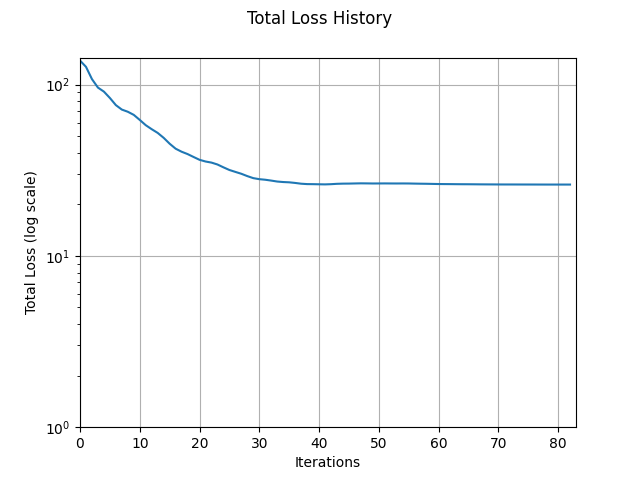 Total Loss History
Total Loss (log scale)
10²
10¹
10⁰
0 10 20 30 40 50 60 70 80
Iterations